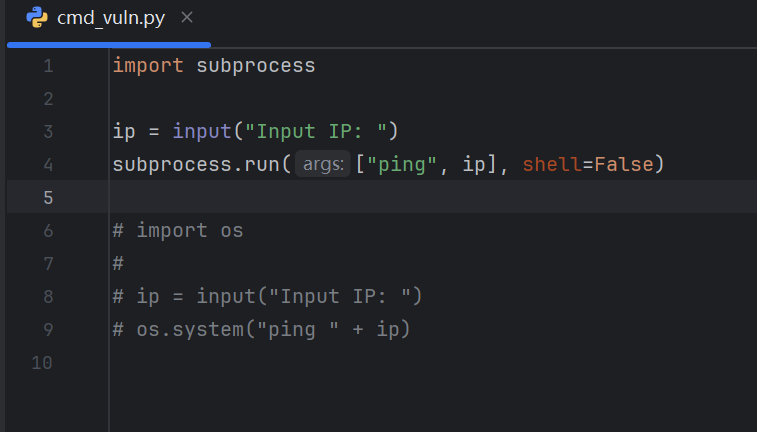 cmd_vuln.py ×
1 import subprocess
2
3 ip = input("Input IP: ")
4 subprocess.run( args: ["ping", ip], shell=False)
5
6 # import os
7 #
8 # ip = input("Input IP: ")
9 # os.system("ping " + ip)
10